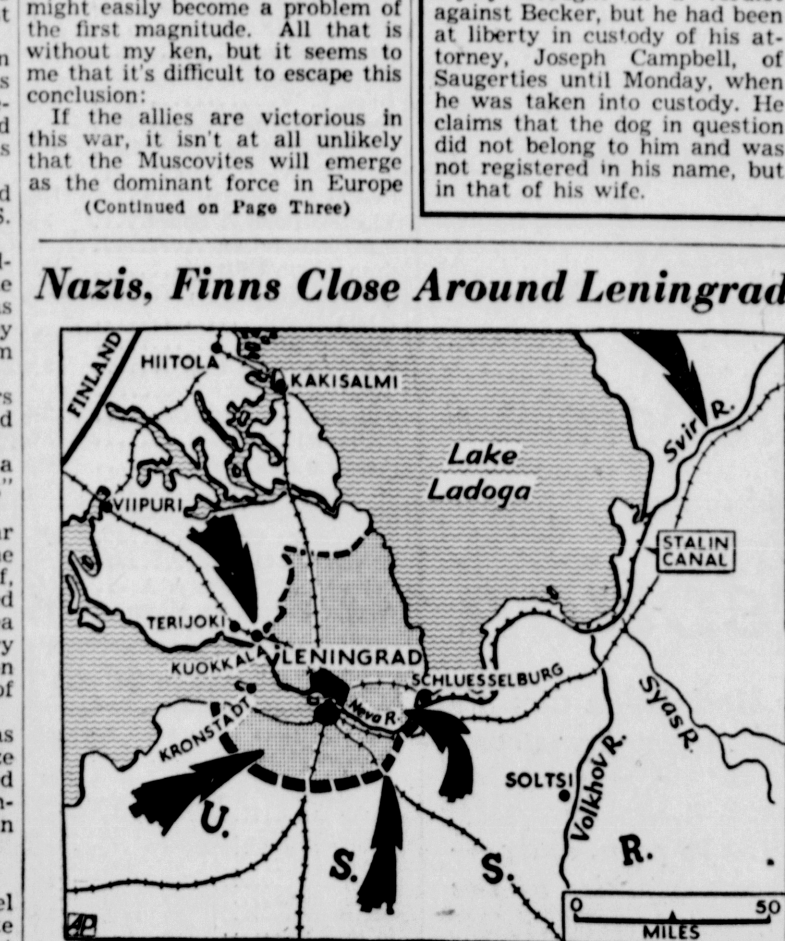 might easily become a problem of
the first magnitude. All that is
without my ken, but it seems to
me that it's difficult to escape this
conclusion:
If the allies are victorious in
this war, it isn't at all unlikely
that the Muscovites will emerge
as the dominant force in Europe
(Continued on Page Three)
against Becker, but he had been
at liberty in custody of his at-
torney, Joseph Campbell, of
Saugerties until Monday, when
he was taken into custody. He
claims that the dog in question
did not belong to him and was
not registered in his name, but
in that of his wife.
Nazis, Finns Close Around Leningrad
FINLAND
HIITOLA
KAKISALMI
Svir R.
Lake
Ladoga
VIIPURI
STALIN
CANAL
TERIJOKI
KUOKKALA
LENINGRAD
SCHLUESSELBURG
KRONSTADT
Neva R.
Syas R.
SOLTSI
Volkhov R.
U. S. S. R.
AP
0 50
MILES